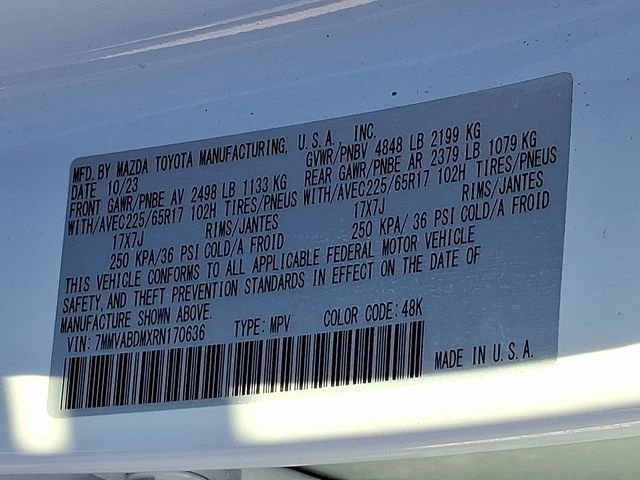 MFD. BY MAZDA TOYOTA MANUFACTURING, U.S.A. INC.
DATE 10/23 GVWR/PNBV 4848 LB 2199 KG
FRONT GAWR/PNBE AV 2498 LB 1133 KG REAR GAWR/PNBE AR 2379 LB 1079 KG
WITH/AVEC225/65R17 102H TIRES/PNEUS WITH/AVEC225/65R17 102H TIRES/PNEUS
17X7J RIMS/JANTES 17X7J RIMS/JANTES
250 KPA/36 PSI COLD/A FROID 250 KPA/ 36 PSI COLD/A FROID
THIS VEHICLE CONFORMS TO ALL APPLICABLE FEDERAL MOTOR VEHICLE
SAFETY, AND THEFT PREVENTION STANDARDS IN EFFECT ON THE DATE OF
MANUFACTURE SHOWN ABOVE.
VIN: 7MMVABDMXRN170636 TYPE: MPV COLOR CODE: 48K
MADE IN U.S.A.